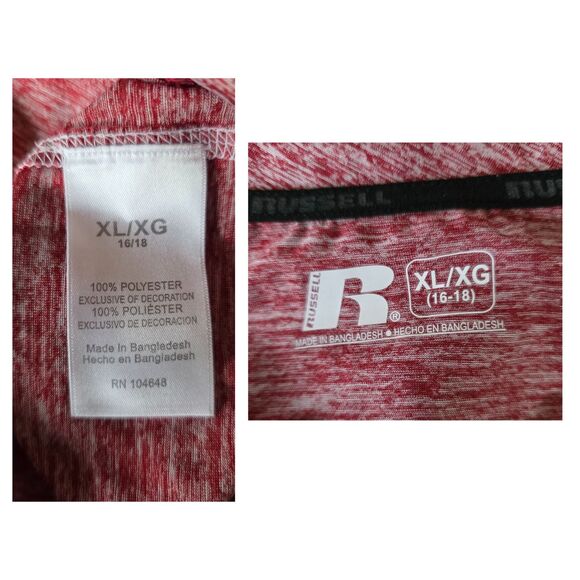 XL/XG
16/18
100% POLYESTER
EXCLUSIVE OF DECORATION
100% POLIÉSTER
EXCLUSIVO DE DECORACION
Made in Bangladesh
Hecho en Bangladesh
RN 104648
RUSSELL RUSSELL
RUSSELL R®
XL/XG
(16-18)
MADE IN BANGLADESH • HECHO EN BANGLADESH